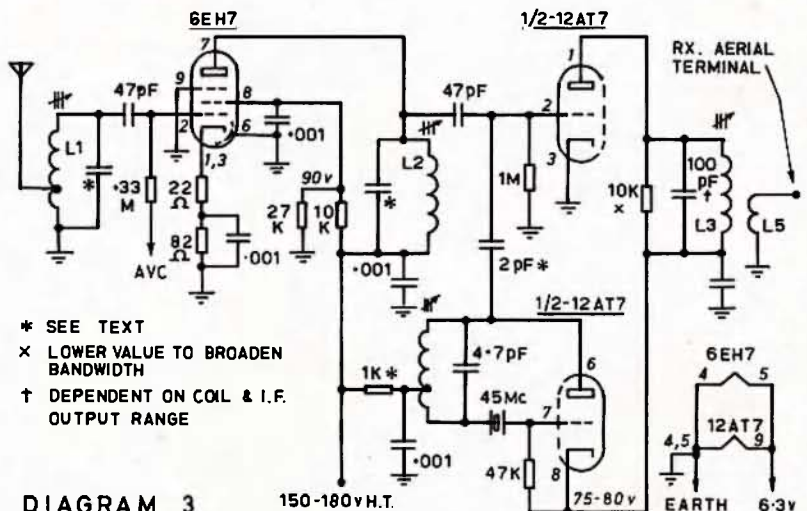 6EH7
1/2-12AT7
RX. AERIAL
TERMINAL
7
9
8
2
6
1,3
47pF
·001
L1
*
·33
M
AVC
22
Ω
82
Ω
·001
90v
27
K
10
K
L2
*
·001
47pF
1
2
3
1M
2pF*
10K
x
100
pF
†
L3
L5
1/2-12AT7
6
7
8
1K*
4·7pF
45Mc
·001
47K
75-80v
150-180v H.T.
6EH7
4
5
12AT7
4,5
9
EARTH
6·3v
* SEE TEXT
x LOWER VALUE TO BROADEN
BANDWIDTH
† DEPENDENT ON COIL & I.F.
OUTPUT RANGE
DIAGRAM 3